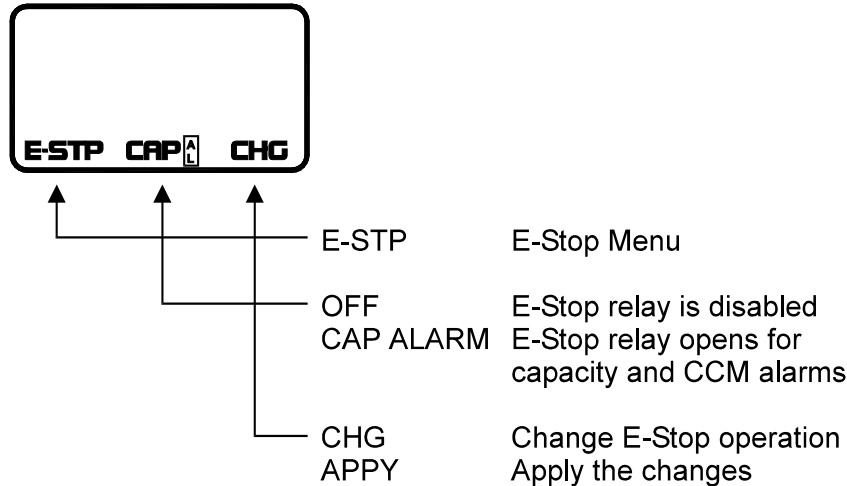 E-STP CAP AL CHG
E-STP E-Stop Menu
OFF E-Stop relay is disabled
CAP ALARM E-Stop relay opens for
capacity and CCM alarms
CHG Change E-Stop operation
APPY Apply the changes